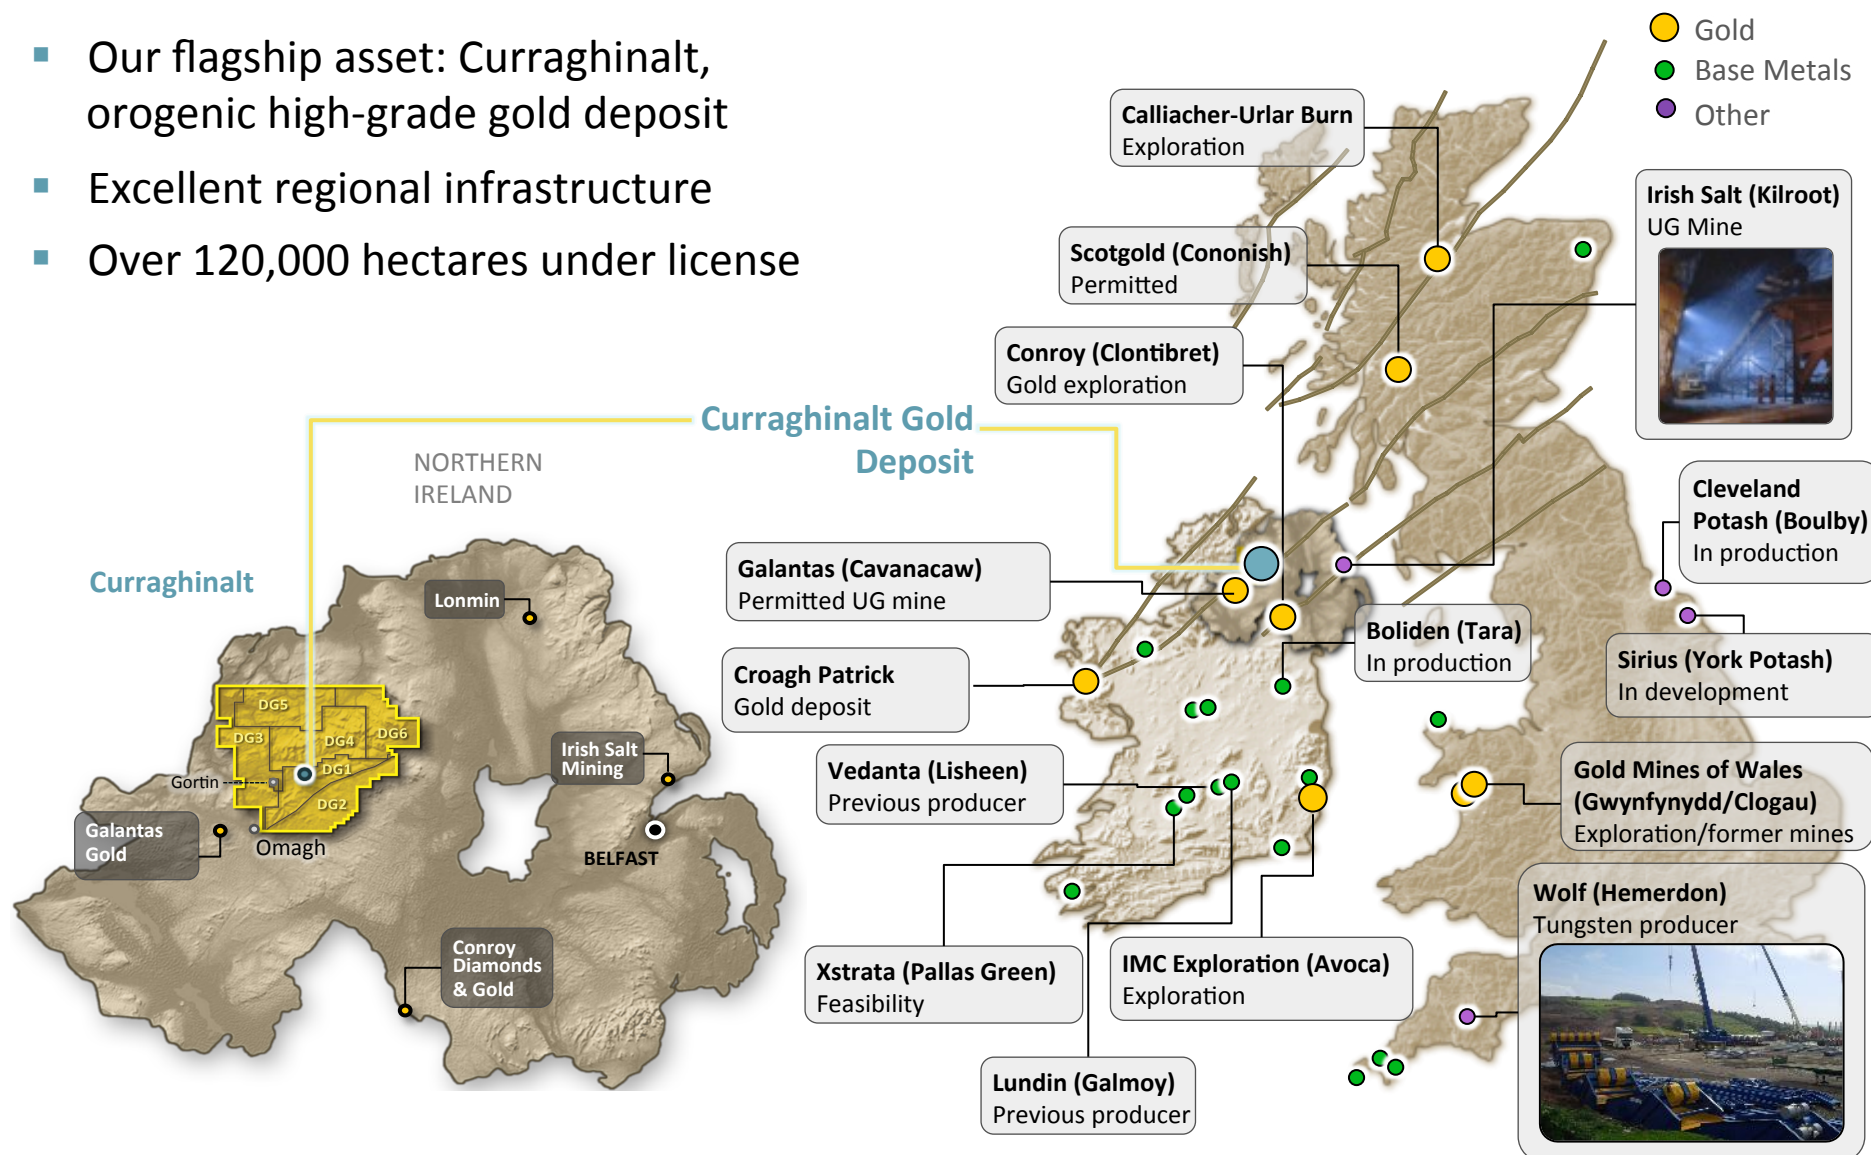 Our flagship asset: Curraghinalt,
orogenic high-grade gold deposit
Excellent regional infrastructure
Over 120,000 hectares under license
Gold
Base Metals
Other
Calliacher-Urlar Burn
Exploration
Irish Salt (Kilroot)
UG Mine
Scotgold (Cononish)
Permitted
Conroy (Clontibret)
Gold exploration
Curraghinalt Gold
Deposit
NORTHERN
IRELAND
Cleveland
Potash (Boulby)
In production
Galantas (Cavanacaw)
Permitted UG mine
Curraghinalt
Lonmin
Boliden (Tara)
In production
Sirius (York Potash)
In development
Croagh Patrick
Gold deposit
DG5
DG3
DG4
DG6
DG1
DG2
Gortin
Irish Salt
Mining
Vedanta (Lisheen)
Previous producer
Gold Mines of Wales
(Gwynfynydd/Clogau)
Exploration/former mines
Galantas
Gold
Omagh
BELFAST
Wolf (Hemerdon)
Tungsten producer
Conroy
Diamonds
& Gold
Xstrata (Pallas Green)
Feasibility
IMC Exploration (Avoca)
Exploration
Lundin (Galmoy)
Previous producer